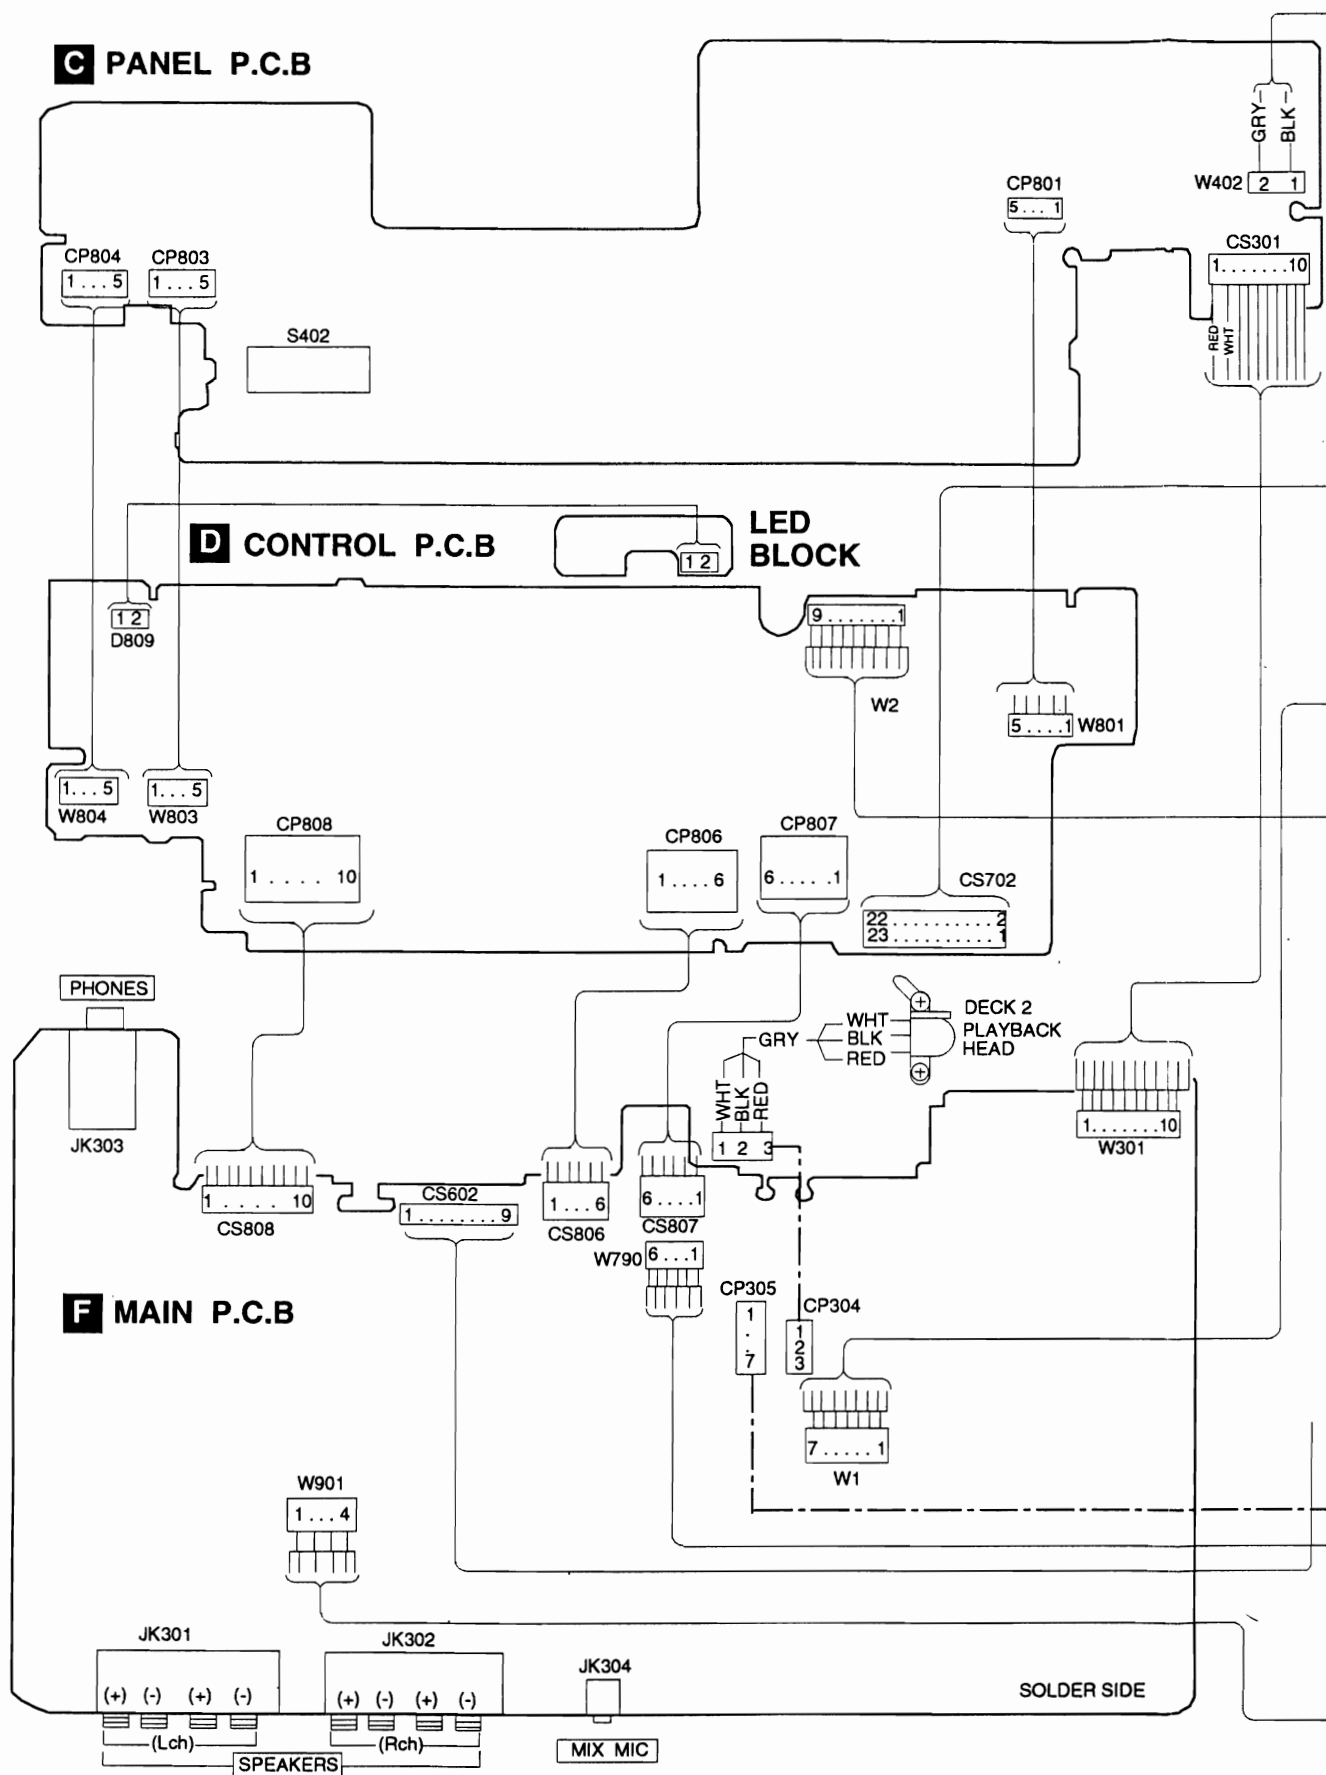 C PANEL P.C.B
GRY
BLK
W402 2 1
CP801
5...1
CS301
1.......10
RED
WHT
CP804
1...5
CP803
1...5
S402
D CONTROL P.C.B
LED
BLOCK
1 2
1 2
D809
9.......1
W2
5....1 W801
1...5
W804
1...5
W803
CP808
1.....10
CP806
1....6
CP807
6.....1
CS702
22..........2
23..........1
PHONES
JK303
DECK 2
PLAYBACK
HEAD
WHT
GRY BLK
RED
WHT
BLK
RED
1 2 3
1.......10
W301
1.....10
CS808
CS602
1........9
1...6
CS806
6....1
CS807
W790 6...1
CP305
1
.
.
7
CP304
1
2
3
F MAIN P.C.B
7.....1
W1
W901
1...4
JK301
(+) (-) (+) (-)
(Lch)
JK302
(+) (-) (+) (-)
(Rch)
SPEAKERS
JK304
MIX MIC
SOLDER SIDE